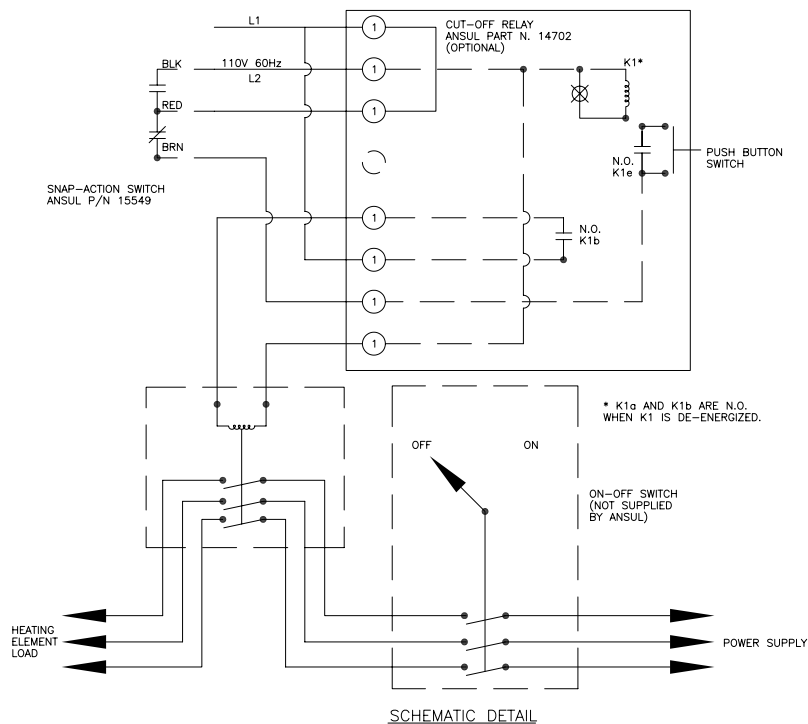 L1
1
CUT-OFF RELAY
ANSUL PART N. 14702
(OPTIONAL)
BLK
110V 60Hz
1
K1*
L2
RED
1
BRN
N.O.
K1e
PUSH BUTTON
SWITCH
SNAP-ACTION SWITCH
ANSUL P/N 15549
1
N.O.
K1b
1
1
1
* K1a AND K1b ARE N.O.
WHEN K1 IS DE-ENERGIZED.
OFF
ON
ON-OFF SWITCH
(NOT SUPPLIED
BY ANSUL)
HEATING
ELEMENT
LOAD
POWER SUPPLY
SCHEMATIC DETAIL